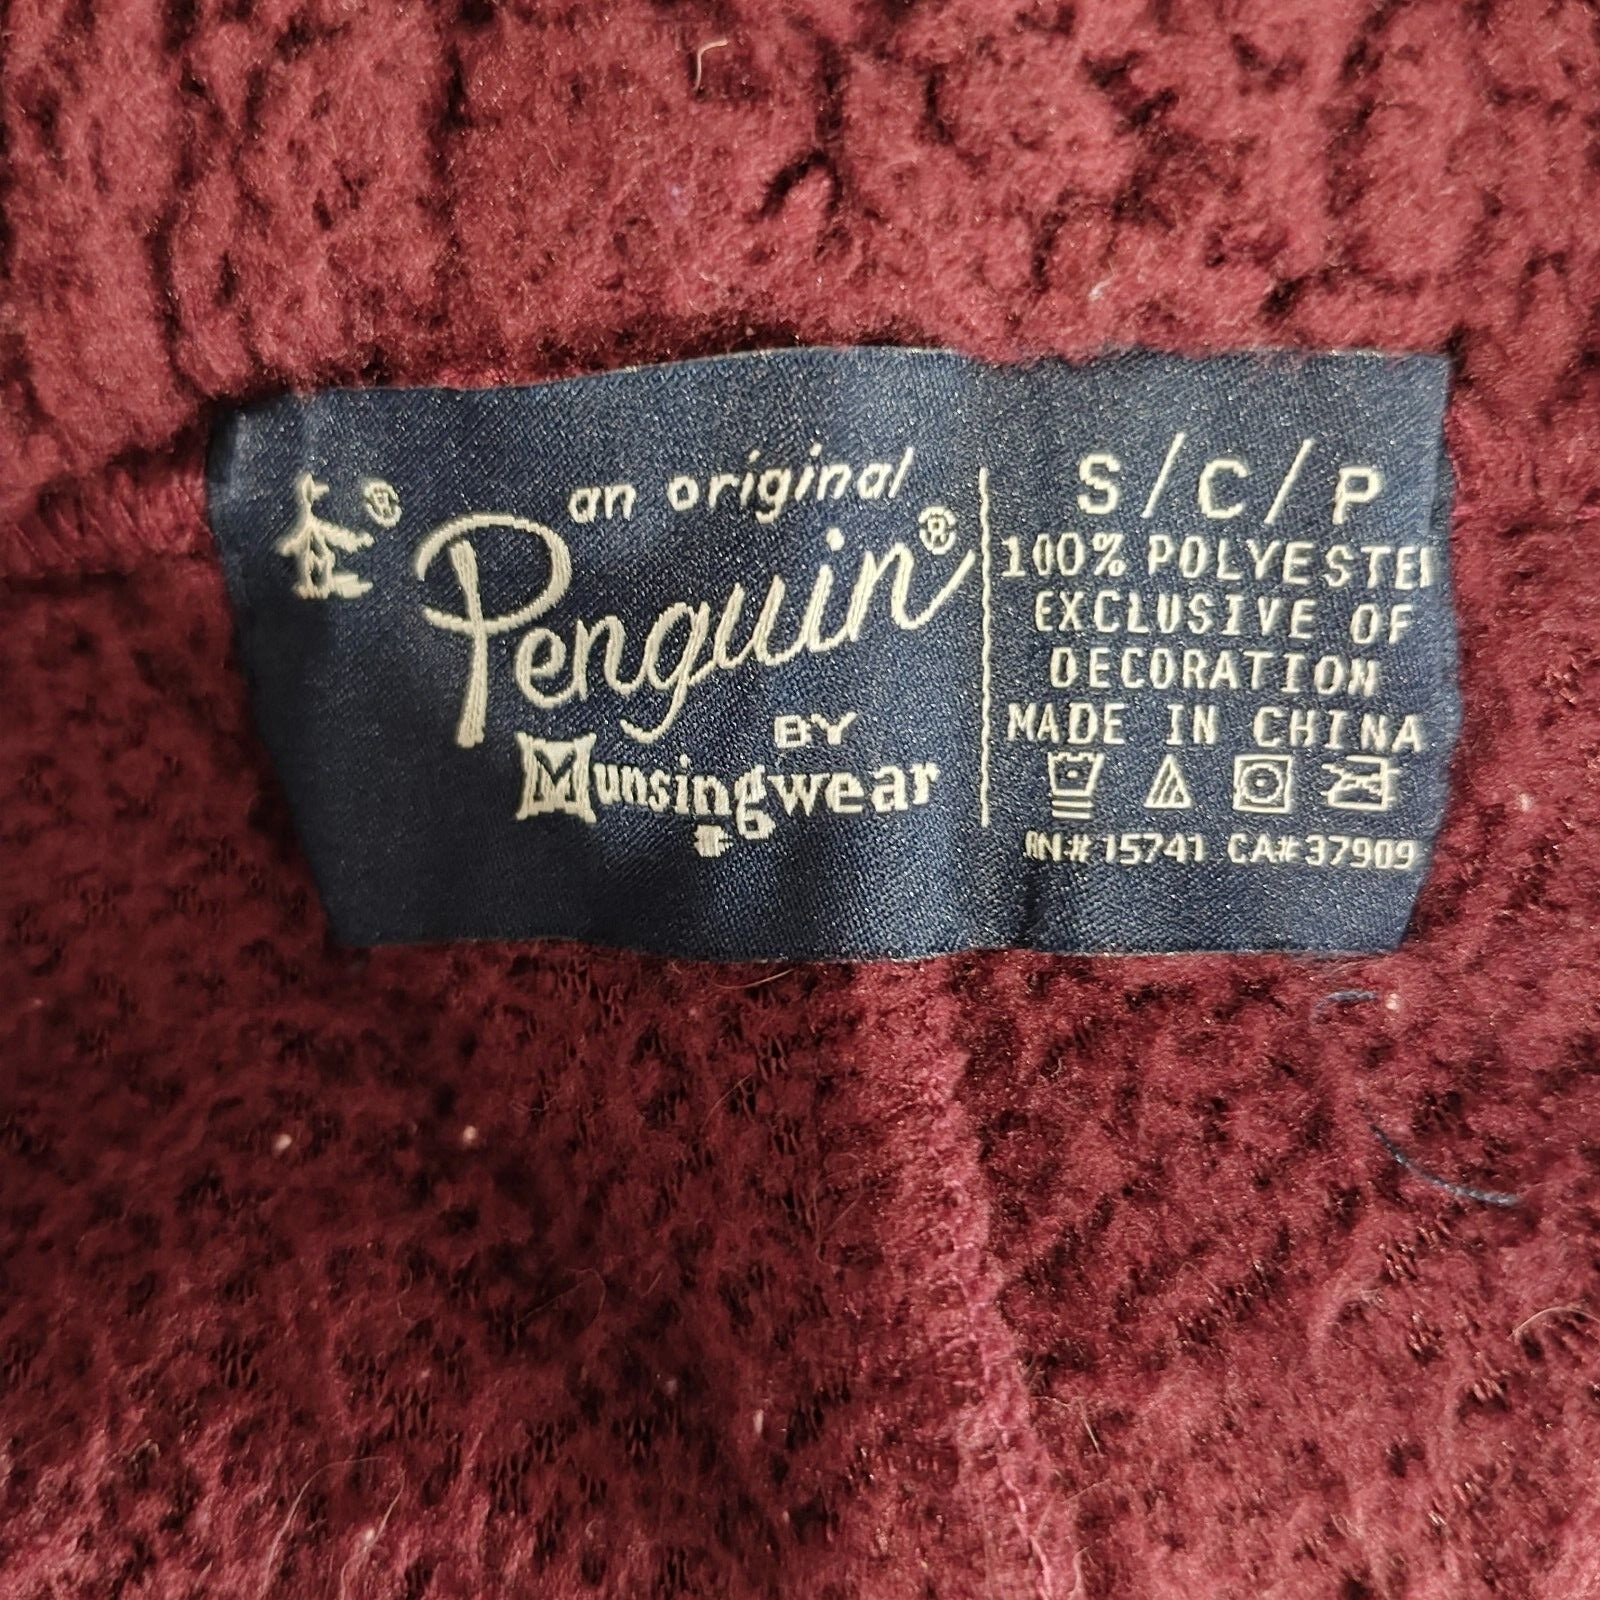 an original
Penguin®
BY
Munsingwear
®
S/C/P
100% POLYESTER
EXCLUSIVE OF
DECORATION
MADE IN CHINA
RN# 15741 CA# 37909